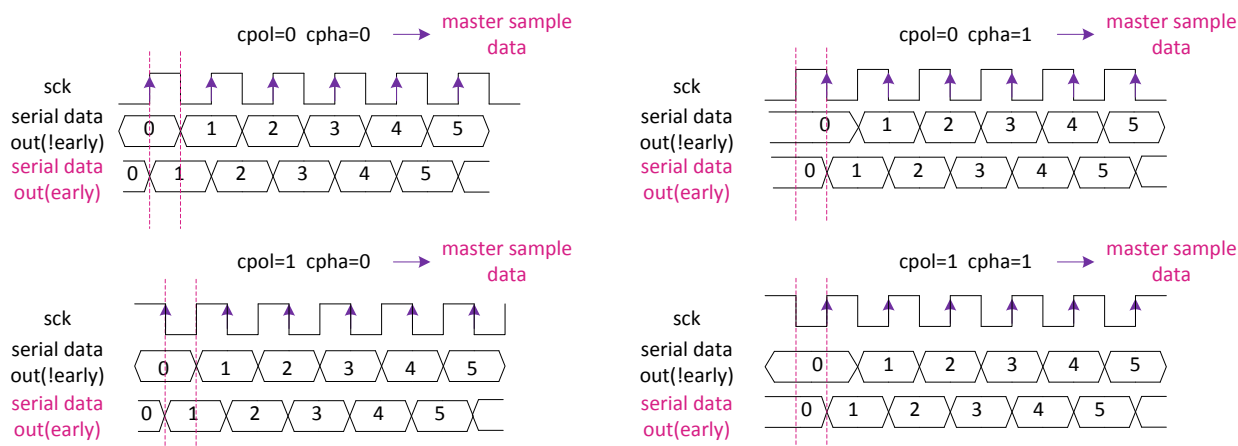 cpol=0 cpha=0
master sample
data
sck
serial data
out(!early)
0 1 2 3 4 5
serial data
out(early)
0 1 2 3 4 5
cpol=0 cpha=1
master sample
data
sck
serial data
out(!early)
0 1 2 3 4 5
serial data
out(early)
0 1 2 3 4 5
cpol=1 cpha=0
master sample
data
sck
serial data
out(!early)
0 1 2 3 4 5
serial data
out(early)
0 1 2 3 4 5
cpol=1 cpha=1
master sample
data
sck
serial data
out(!early)
0 1 2 3 4 5
serial data
out(early)
0 1 2 3 4 5